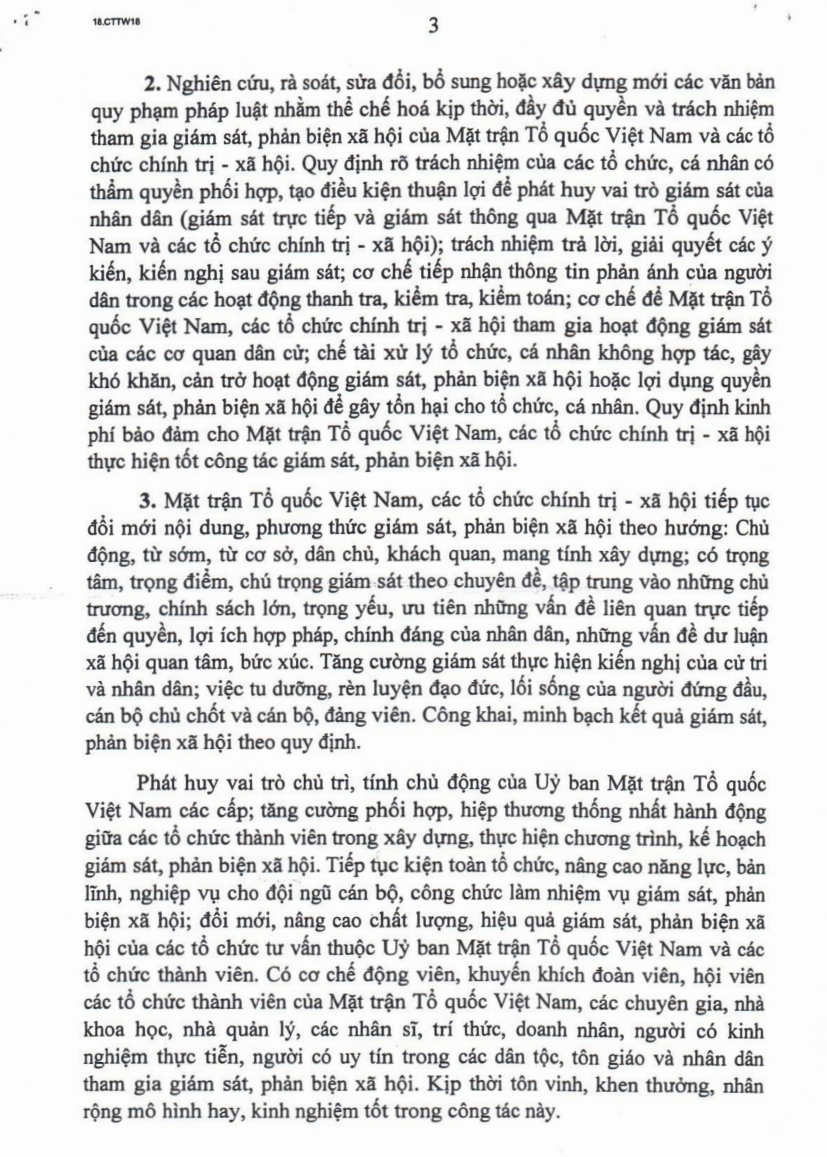 18.CTTW18
3
2. Nghiên cứu, rà soát, sửa đổi, bổ sung hoặc xây dựng mới các văn bản
quy phạm pháp luật nhằm thể chế hoá kịp thời, đầy đủ quyền và trách nhiệm
tham gia giám sát, phản biện xã hội của Mặt trận Tổ quốc Việt Nam và các tổ
chức chính trị - xã hội. Quy định rõ trách nhiệm của các tổ chức, cá nhân có
thẩm quyền phối hợp, tạo điều kiện thuận lợi để phát huy vai trò giám sát của
nhân dân (giám sát trực tiếp và giám sát thông qua Mặt trận Tổ quốc Việt
Nam và các tổ chức chính trị - xã hội); trách nhiệm trả lời, giải quyết các ý
kiến, kiến nghị sau giám sát; cơ chế tiếp nhận thông tin phản ánh của người
dân trong các hoạt động thanh tra, kiểm tra, kiểm toán; cơ chế để Mặt trận Tổ
quốc Việt Nam, các tổ chức chính trị - xã hội tham gia hoạt động giám sát
của các cơ quan dân cử; chế tài xử lý tổ chức, cá nhân không hợp tác, gây
khó khăn, cản trở hoạt động giám sát, phản biện xã hội hoặc lợi dụng quyền
giám sát, phản biện xã hội để gây tổn hại cho tổ chức, cá nhân. Quy định kinh
phí bảo đảm cho Mặt trận Tổ quốc Việt Nam, các tổ chức chính trị - xã hội
thực hiện tốt công tác giám sát, phản biện xã hội.
3. Mặt trận Tổ quốc Việt Nam, các tổ chức chính trị - xã hội tiếp tục
đổi mới nội dung, phương thức giám sát, phản biện xã hội theo hướng: Chủ
động, từ sớm, từ cơ sở, dân chủ, khách quan, mang tính xây dựng; có trọng
tâm, trọng điểm, chú trọng giám sát theo chuyên đề, tập trung vào những chủ
trương, chính sách lớn, trọng yếu, ưu tiên những vấn đề liên quan trực tiếp
đến quyền, lợi ích hợp pháp, chính đáng của nhân dân, những vấn đề dư luận
xã hội quan tâm, bức xúc. Tăng cường giám sát thực hiện kiến nghị của cử tri
và nhân dân; việc tu dưỡng, rèn luyện đạo đức, lối sống của người đứng đầu,
cán bộ chủ chốt và cán bộ, đảng viên. Công khai, minh bạch kết quả giám sát,
phản biện xã hội theo quy định.
Phát huy vai trò chủ trì, tính chủ động của Uỷ ban Mặt trận Tổ quốc
Việt Nam các cấp; tăng cường phối hợp, hiệp thương thống nhất hành động
giữa các tổ chức thành viên trong xây dựng, thực hiện chương trình, kế hoạch
giám sát, phản biện xã hội. Tiếp tục kiện toàn tổ chức, nâng cao năng lực, bản
lĩnh, nghiệp vụ cho đội ngũ cán bộ, công chức làm nhiệm vụ giám sát, phản
biện xã hội; đổi mới, nâng cao chất lượng, hiệu quả giám sát, phản biện xã
hội của các tổ chức tư vấn thuộc Uỷ ban Mặt trận Tổ quốc Việt Nam và các
tổ chức thành viên. Có cơ chế động viên, khuyến khích đoàn viên, hội viên
các tổ chức thành viên của Mặt trận Tổ quốc Việt Nam, các chuyên gia, nhà
khoa học, nhà quản lý, các nhân sĩ, trí thức, doanh nhân, người có kinh
nghiệm thực tiễn, người có uy tín trong các dân tộc, tôn giáo và nhân dân
tham gia giám sát, phản biện xã hội. Kịp thời tôn vinh, khen thưởng, nhân
rộng mô hình hay, kinh nghiệm tốt trong công tác này.